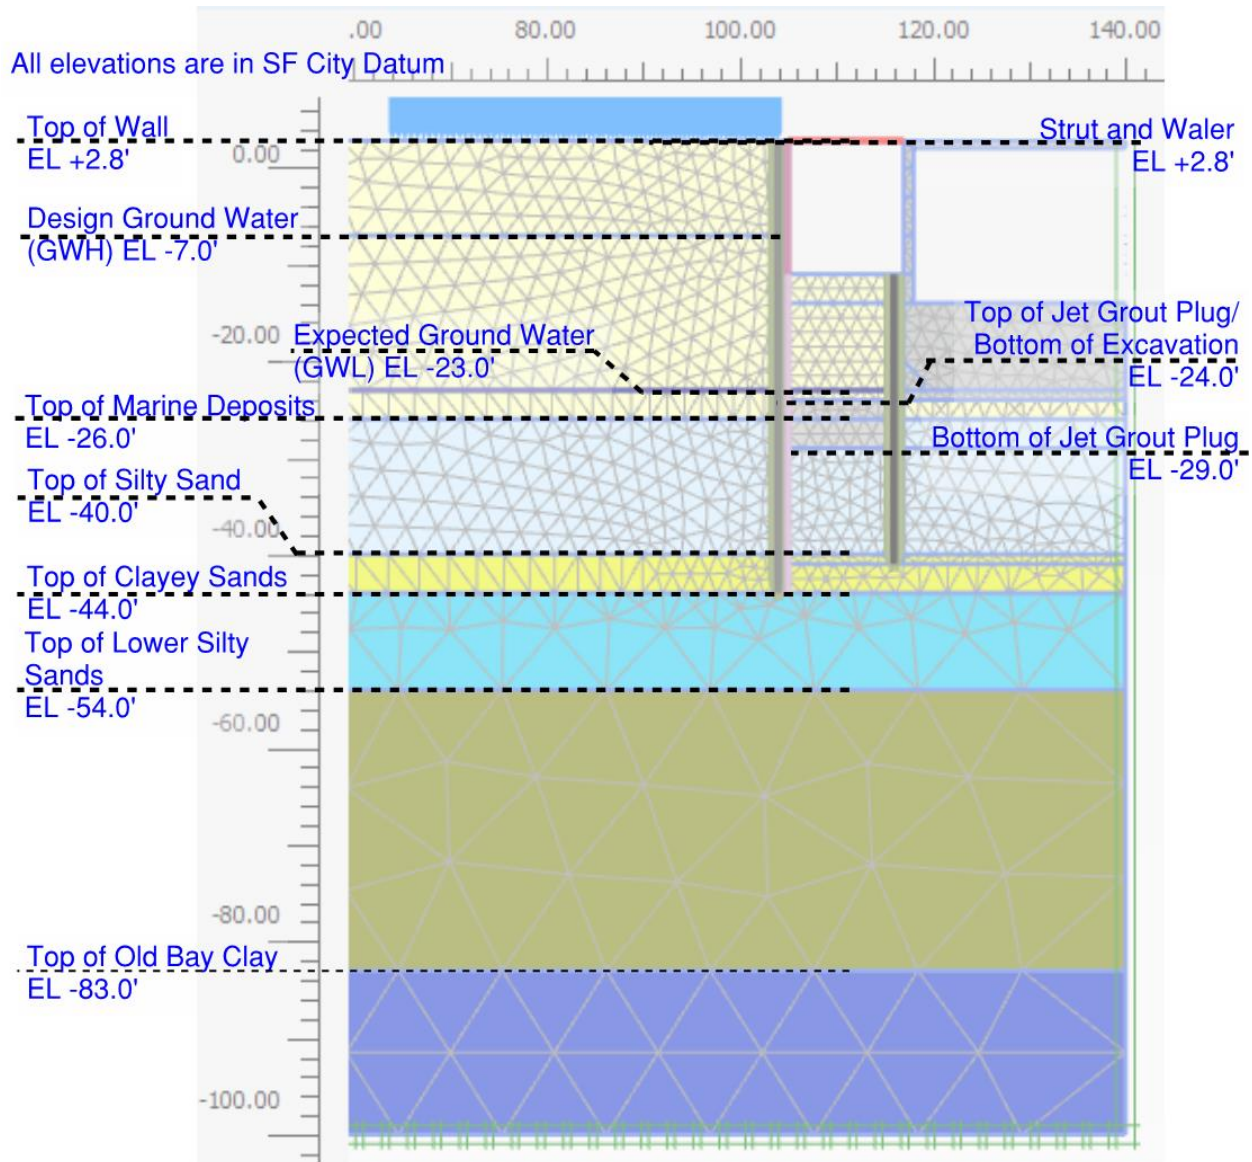 .00 80.00 100.00 120.00 140.00
All elevations are in SF City Datum
Top of Wall
EL +2.8'
Strut and Waler
EL +2.8'
0.00
Design Ground Water
(GWH) EL -7.0'
-20.00
Expected Ground Water
(GWL) EL -23.0'
Top of Jet Grout Plug/
Bottom of Excavation
EL -24.0'
Top of Marine Deposits
EL -26.0'
Bottom of Jet Grout Plug
EL -29.0'
Top of Silty Sand
EL -40.0'
-40.00
Top of Clayey Sands
EL -44.0'
Top of Lower Silty
Sands
EL -54.0'
-60.00
-80.00
Top of Old Bay Clay
EL -83.0'
-100.00